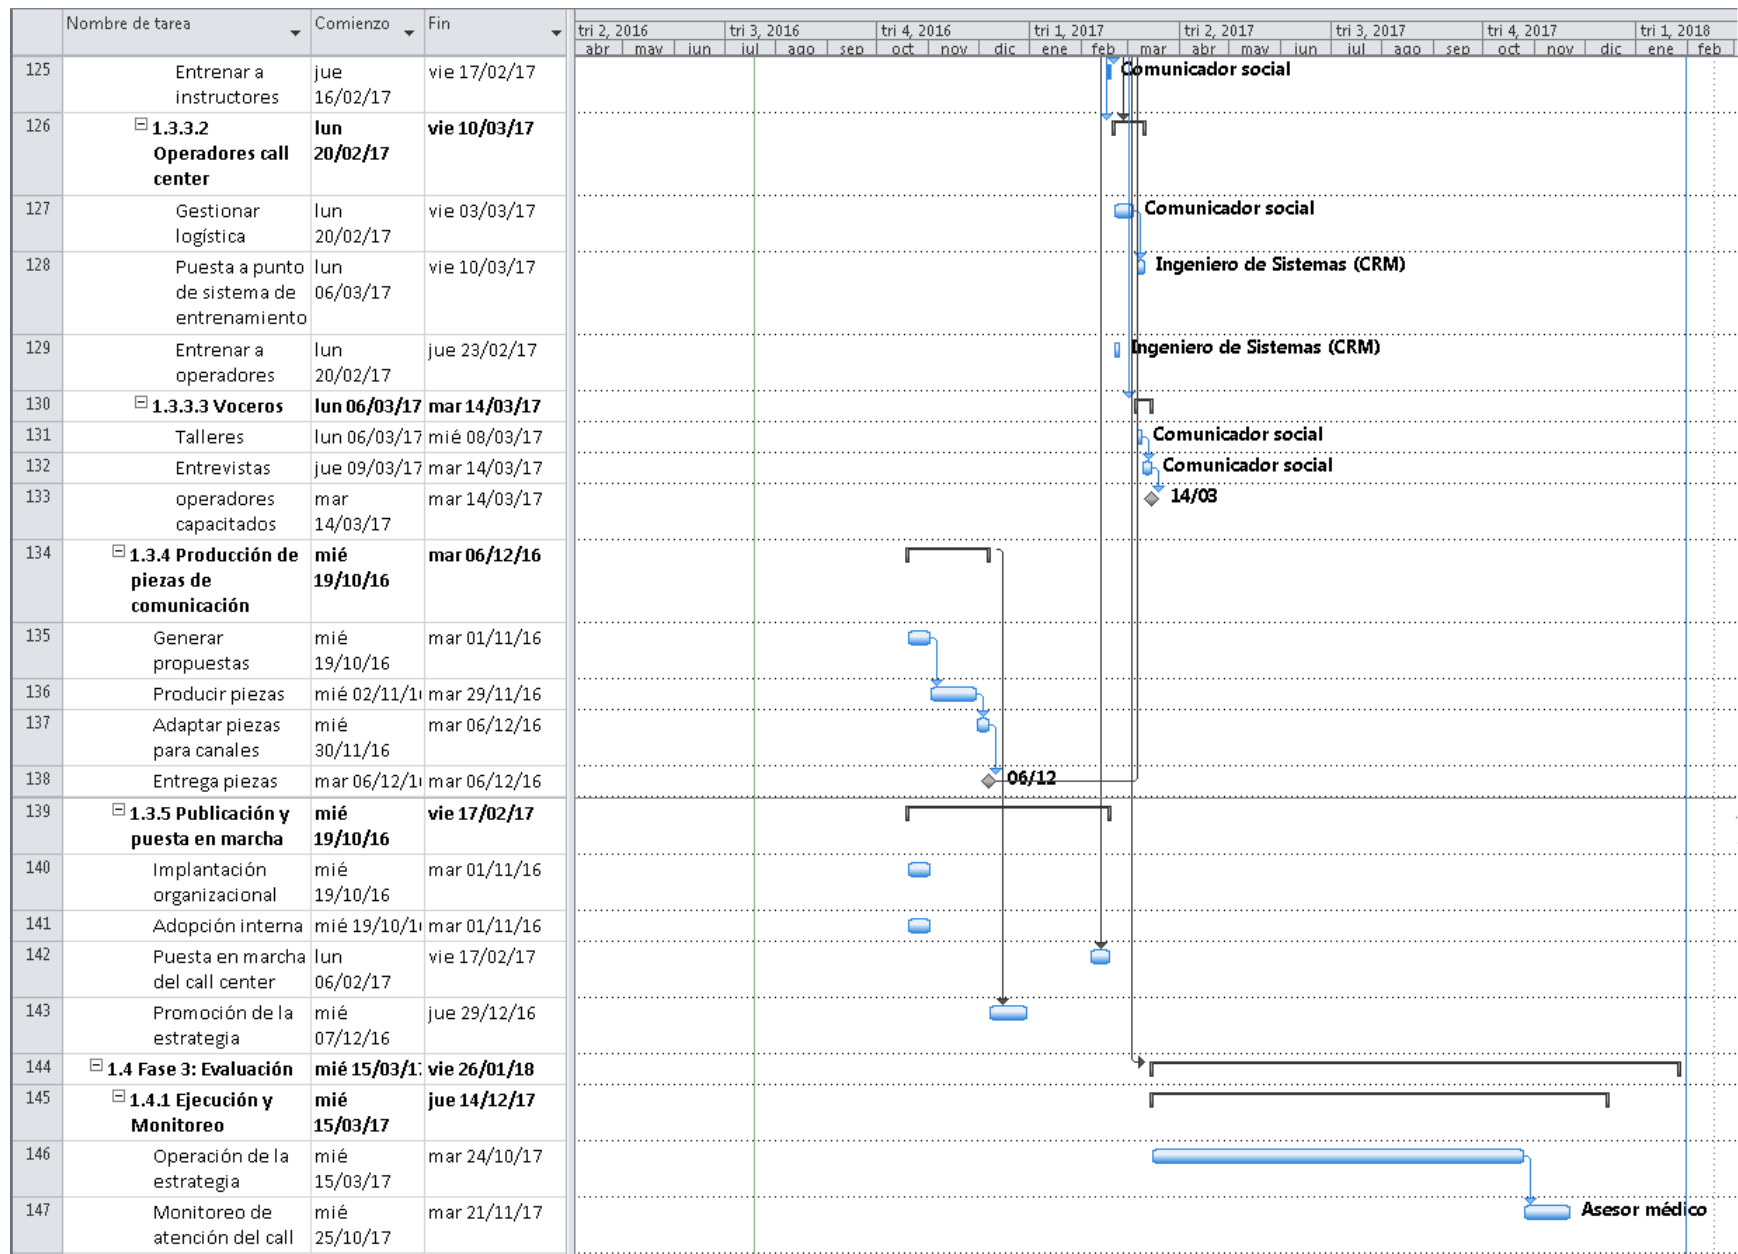 Nombre de tarea Comienzo Fin
tri 2, 2016 tri 3, 2016 tri 4, 2016 tri 1, 2017 tri 2, 2017 tri 3, 2017 tri 4, 2017 tri 1, 2018
abr may jun jul ago sep oct nov dic ene feb mar abr may jun jul ago sep oct nov dic ene feb
125 Entrenar a jue vie 17/02/17 Comunicador social
instructores 16/02/17
126 1.3.3.2 lun vie 10/03/17
Operadores call 20/02/17
center
127 Gestionar lun vie 03/03/17 Comunicador social
logística 20/02/17
128 Puesta a punto lun vie 10/03/17 Ingeniero de Sistemas (CRM)
de sistema de 06/03/17
entrenamiento
129 Entrenar a lun jue 23/02/17 Ingeniero de Sistemas (CRM)
operadores 20/02/17
130 1.3.3.3 Voceros lun 06/03/17 mar 14/03/17
131 Talleres lun 06/03/17 mié 08/03/17 Comunicador social
132 Entrevistas jue 09/03/17 mar 14/03/17 Comunicador social
133 operadores mar mar 14/03/17 14/03
capacitados 14/03/17
134 1.3.4 Producción de mié mar 06/12/16
piezas de 19/10/16
comunicación
135 Generar mié mar 01/11/16
propuestas 19/10/16
136 Producir piezas mié 02/11/1 mar 29/11/16
137 Adaptar piezas mié mar 06/12/16
para canales 30/11/16
138 Entrega piezas mar 06/12/1 mar 06/12/16 06/12
139 1.3.5 Publicación y mié vie 17/02/17
puesta en marcha 19/10/16
140 Implantación mié mar 01/11/16
organizacional 19/10/16
141 Adopción interna mié 19/10/1 mar 01/11/16
142 Puesta en marcha lun vie 17/02/17
del call center 06/02/17
143 Promoción de la mié jue 29/12/16
estrategia 07/12/16
144 1.4 Fase 3: Evaluación mié 15/03/1 vie 26/01/18
145 1.4.1 Ejecución y mié jue 14/12/17
Monitoreo 15/03/17
146 Operación de la mié mar 24/10/17
estrategia 15/03/17
147 Monitoreo de mié mar 21/11/17 Asesor médico
atención del call 25/10/17